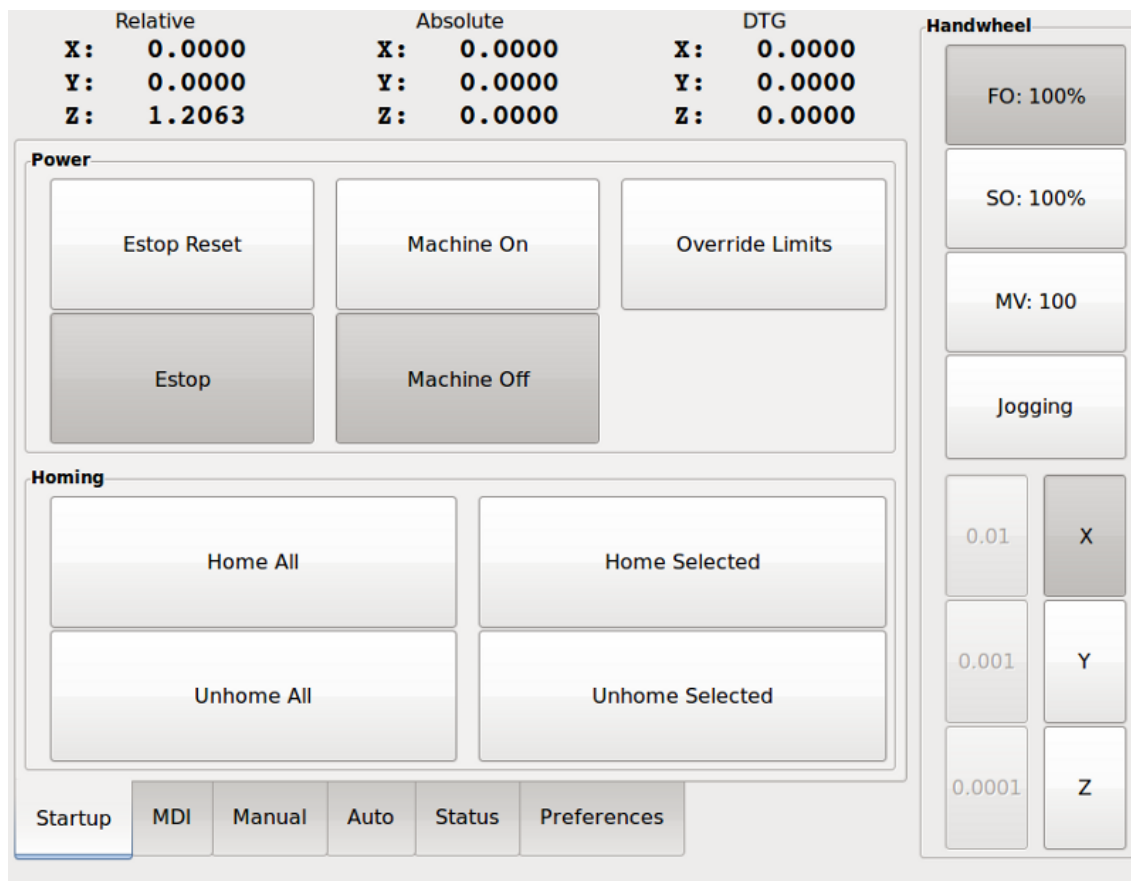 Relative Absolute DTG
X: 0.0000 X: 0.0000 X: 0.0000
Y: 0.0000 Y: 0.0000 Y: 0.0000
Z: 1.2063 Z: 0.0000 Z: 0.0000
Power
Estop Reset Machine On Override Limits
Estop Machine Off
Homing
Home All Home Selected
Unhome All Unhome Selected
Startup MDI Manual Auto Status Preferences
Handwheel
FO: 100%
SO: 100%
MV: 100
Jogging
0.01 X
0.001 Y
0.0001 Z